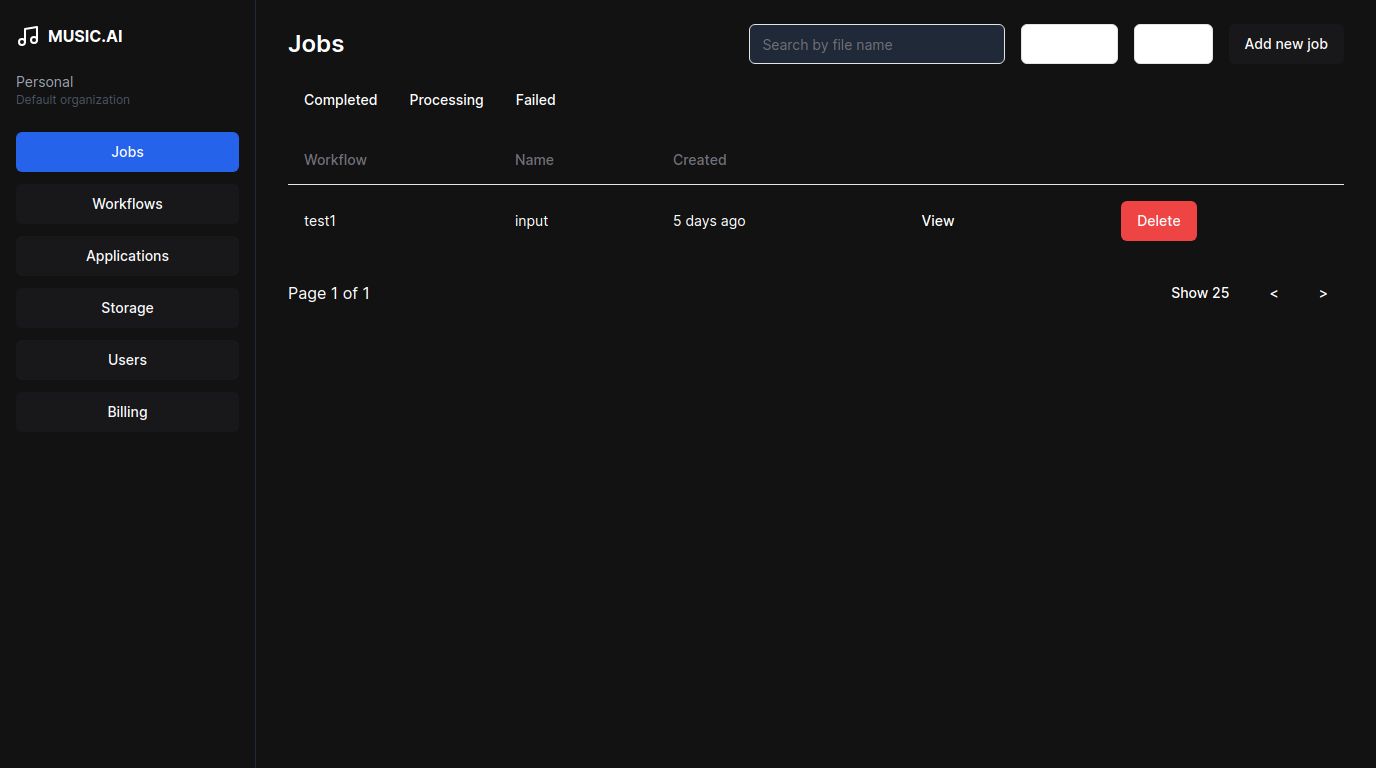 MUSIC.AI
Personal
Default organization
Jobs
Workflows
Applications
Storage
Users
Billing
Jobs
Search by file name
Add new job
Completed Processing Failed
Workflow Name Created
test1 input 5 days ago View Delete
Page 1 of 1 Show 25 < >